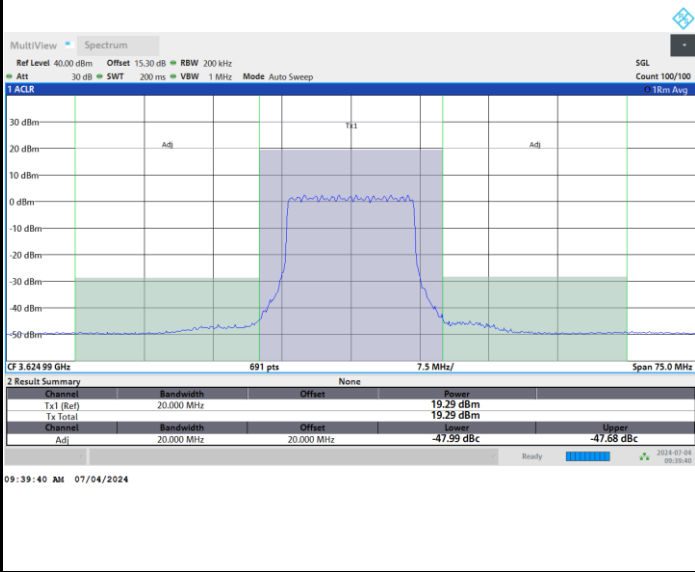 MultiView Spectrum
Ref Level 40.00 dBm Offset 15.30 dB RBW 200 kHz SGL
Att 30 dB SWT 200 ms VBW 1 MHz Mode Auto Sweep Count 100/100
1 ACLR 1Rm Avg
30 dBm
Tx1
20 dBm Adj Adj
10 dBm
0 dBm
-10 dBm
-20 dBm
-30 dBm
-40 dBm
-50 dBm
CF 3.62499 GHz 691 pts 7.5 MHz/ Span 75.0 MHz
2 Result Summary None
Channel Bandwidth Offset Power
Tx1 (Ref) 20.000 MHz 19.29 dBm
Tx Total 19.29 dBm
Channel Bandwidth Offset Lower Upper
Adj 20.000 MHz 20.000 MHz -47.99 dBc -47.68 dBc
Ready 2024-07-04
09:39:40
09:39:40 AM 07/04/2024